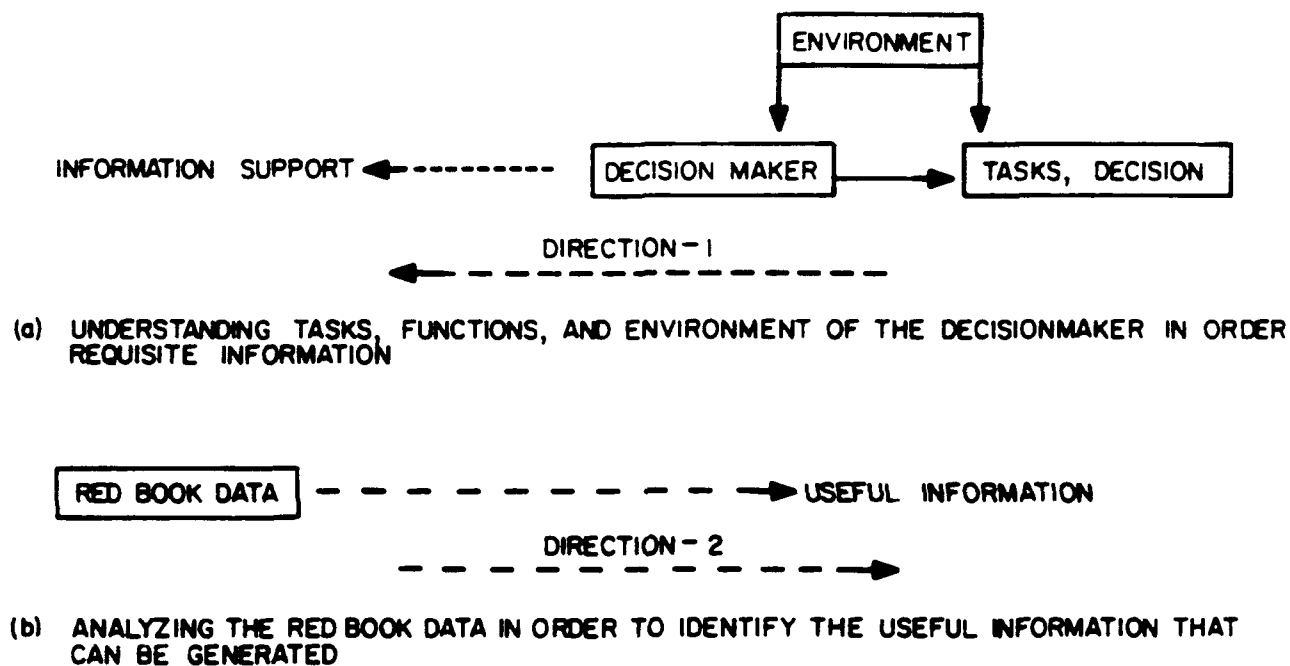 ENVIRONMENT
INFORMATION SUPPORT DECISION MAKER TASKS, DECISION
DIRECTION-1
(a) UNDERSTANDING TASKS, FUNCTIONS, AND ENVIRONMENT OF THE DECISIONMAKER IN ORDER
REQUISITE INFORMATION
RED BOOK DATA USEFUL INFORMATION
DIRECTION-2
(b) ANALYZING THE RED BOOK DATA IN ORDER TO IDENTIFY THE USEFUL INFORMATION THAT
CAN BE GENERATED